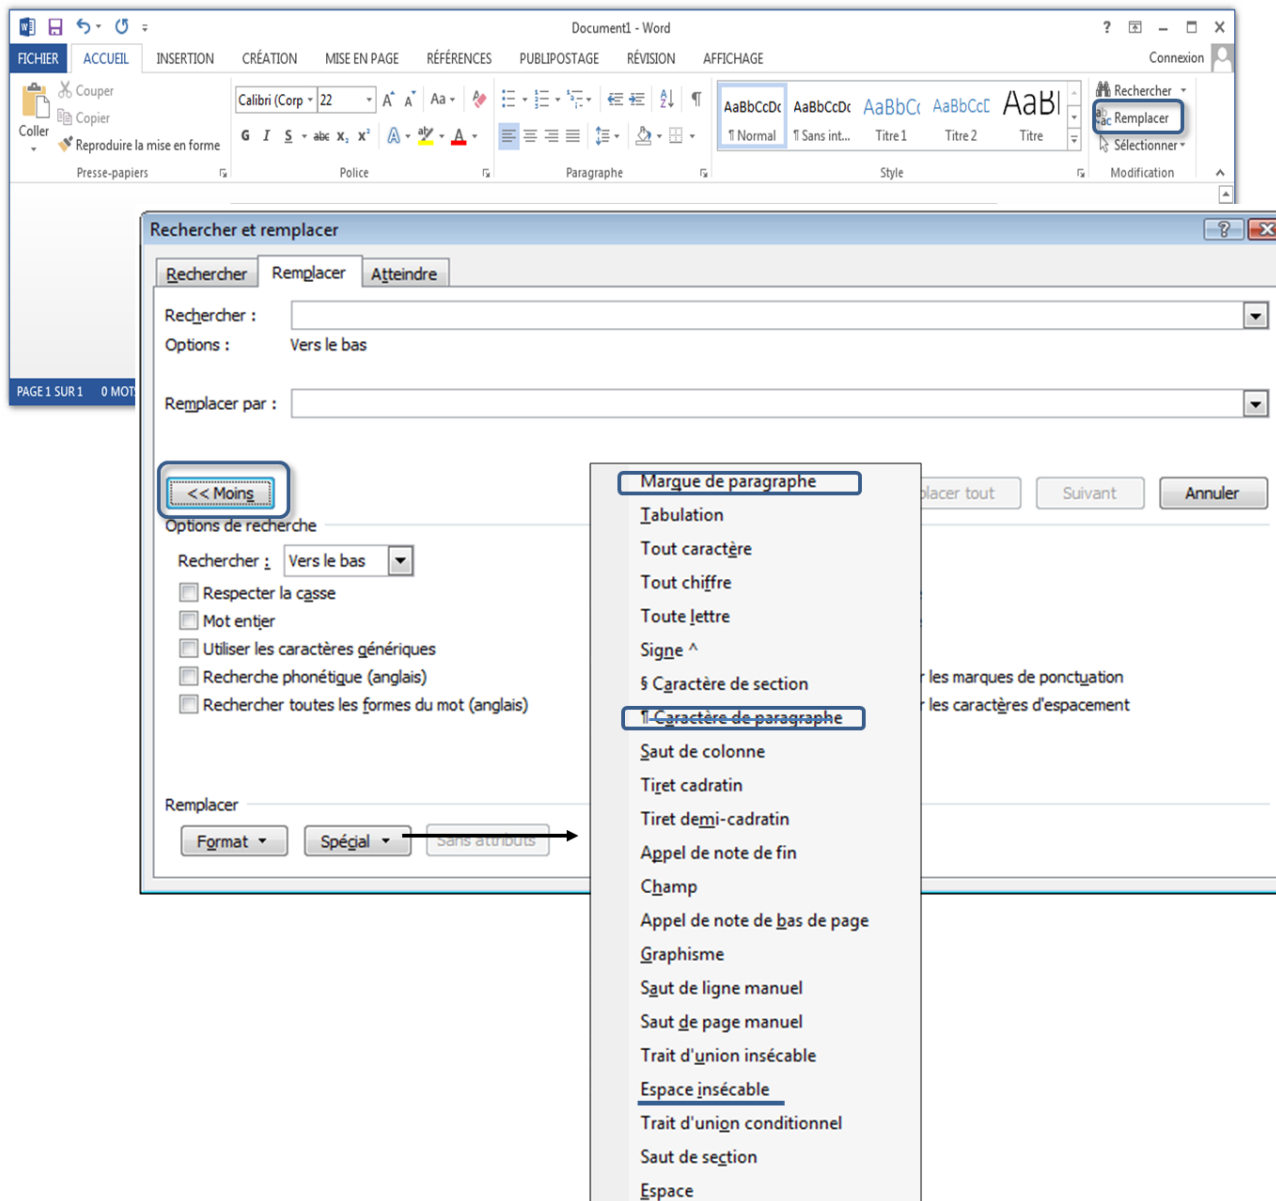 Document1 - Word
?
FICHIER ACCUEIL INSERTION CRÉATION MISE EN PAGE RÉFÉRENCES PUBLIPOSTAGE RÉVISION AFFICHAGE Connexion
Coller
Couper
Copier
Reproduire la mise en forme
Presse-papiers
Calibri (Corp 22 A A Aa
G I S abc X₂ X² A aby A
Police
¶
Paragraphe
AaBbCcDc AaBbCcDc AaBbCc AaBbCcE AaBl
¶ Normal ¶ Sans int... Titre 1 Titre 2 Titre
Style
Rechercher
Remplacer
Sélectionner
Modification
PAGE 1 SUR 1 0 MOT
Rechercher et remplacer
?
Rechercher Remplacer Atteindre
Rechercher :
Options : Vers le bas
Remplacer par :
<< Moins placer tout Suivant Annuler
Options de recherche
Rechercher : Vers le bas
Respecter la casse
Mot entier
Utiliser les caractères génériques
Recherche phonétique (anglais)
Rechercher toutes les formes du mot (anglais)
r les marques de ponctuation
r les caractères d'espacement
Remplacer
Format Spécial Sans attributs
Marque de paragraphe
Tabulation
Tout caractère
Tout chiffre
Toute lettre
Signe ^
§ Caractère de section
¶ Caractère de paragraphe
Saut de colonne
Tiret cadratin
Tiret demi-cadratin
Appel de note de fin
Champ
Appel de note de bas de page
Graphisme
Saut de ligne manuel
Saut de page manuel
Trait d'union insécable
Espace insécable
Trait d'union conditionnel
Saut de section
Espace